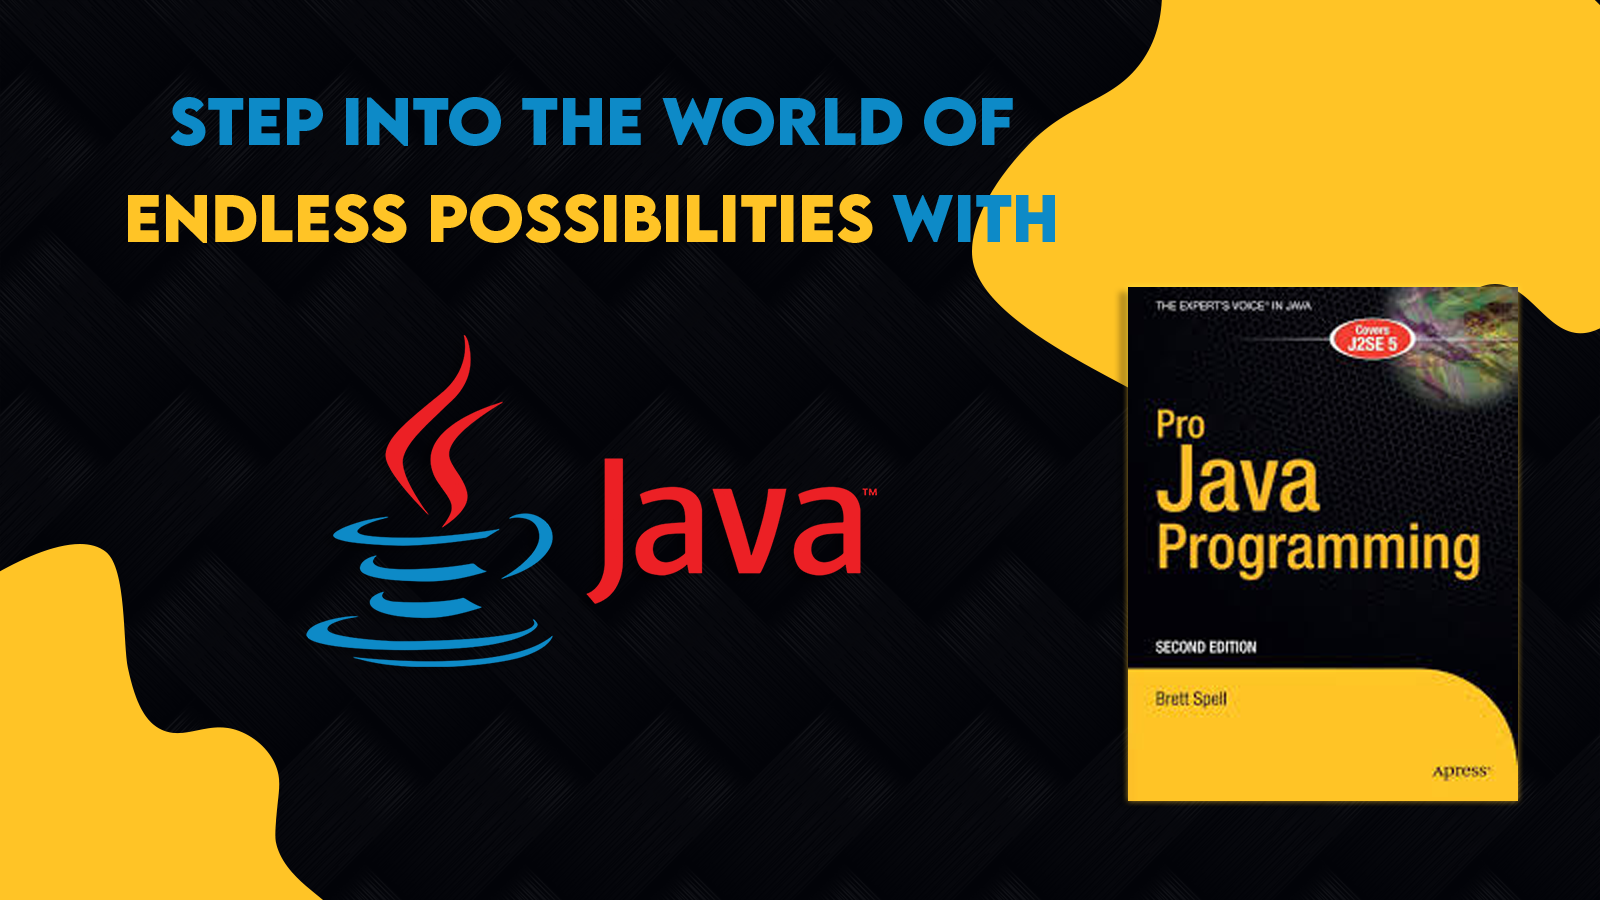 STEP INTO THE WORLD OF
ENDLESS POSSIBILITIES WITH
Java™
THE EXPERT'S VOICE® IN JAVA
Covers
J2SE 5
Pro
Java
Programming
SECOND EDITION
Brett Spell
Apress®